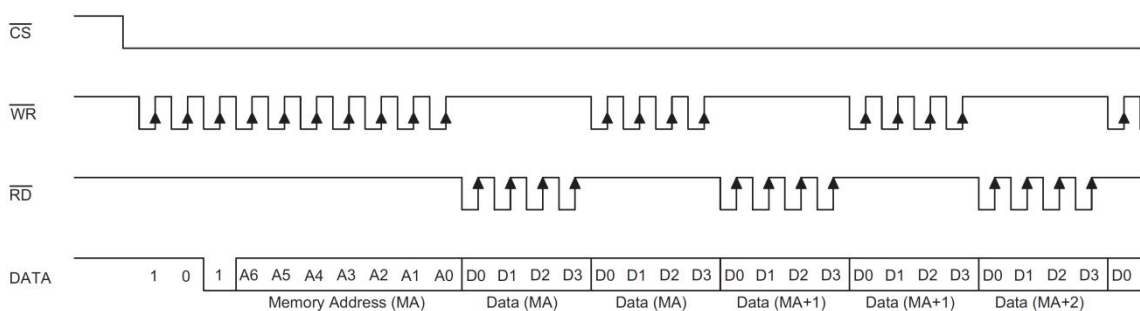 CS
WR
RD
DATA 1 0 1 A6 A5 A4 A3 A2 A1 A0 D0 D1 D2 D3 D0 D1 D2 D3 D0 D1 D2 D3 D0 D1 D2 D3 D0 D1 D2 D3 D0
Memory Address (MA) Data (MA) Data (MA) Data (MA+1) Data (MA+1) Data (MA+2)